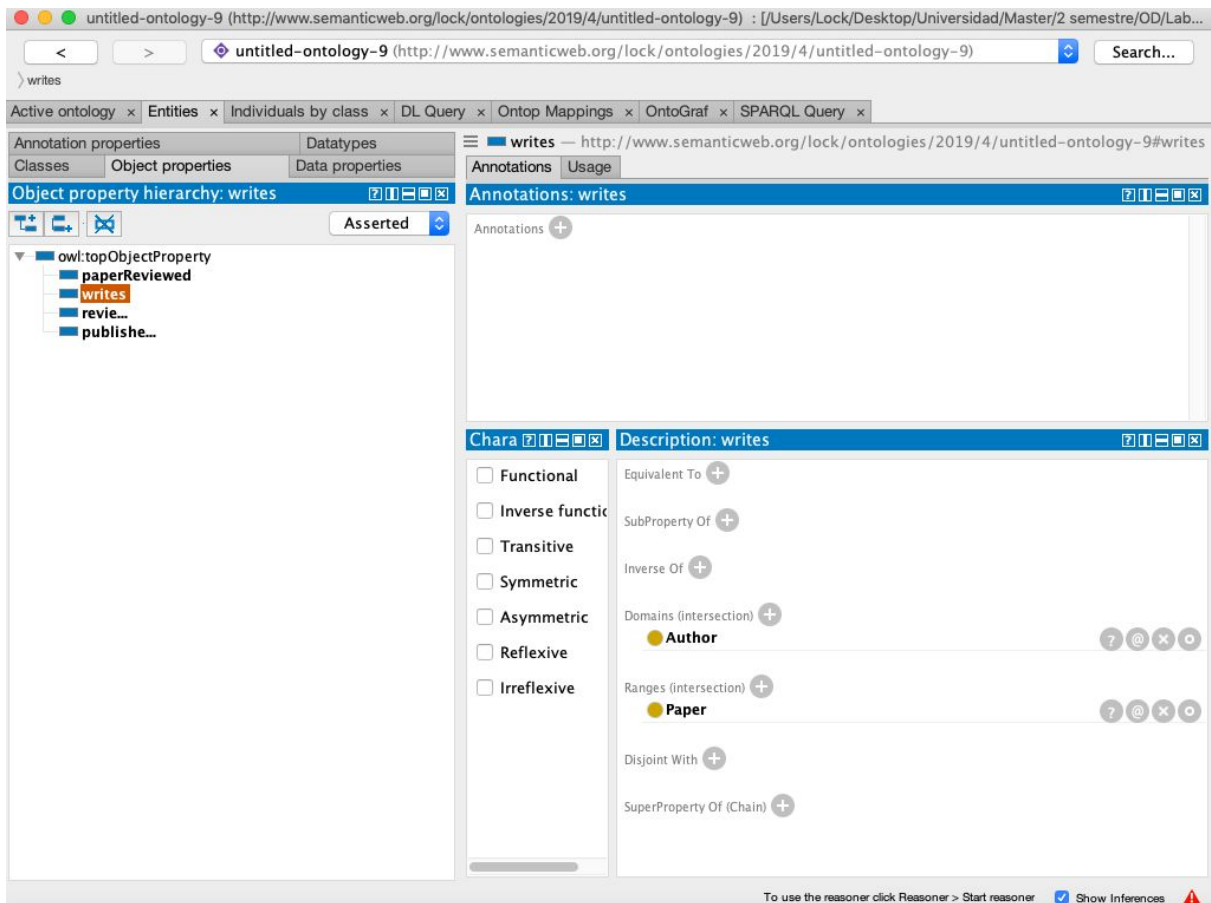 untitled-ontology-9 (http://www.semanticweb.org/lock/ontologies/2019/4/untitled-ontology-9) : [/Users/Lock/Desktop/Universidad/Master/2 semestre/OD/Lab...
< > untitled-ontology-9 (http://www.semanticweb.org/lock/ontologies/2019/4/untitled-ontology-9) Search...
〉writes
Active ontology × Entities × Individuals by class × DL Query × Ontop Mappings × OntoGraf × SPARQL Query ×
Annotation properties Datatypes
Classes Object properties Data properties
Object property hierarchy: writes
Asserted
owl:topObjectProperty
paperReviewed
writes
revie...
publishe...
writes — http://www.semanticweb.org/lock/ontologies/2019/4/untitled-ontology-9#writes
Annotations Usage
Annotations: writes
Annotations
Chara
Functional
Inverse functio
Transitive
Symmetric
Asymmetric
Reflexive
Irreflexive
Description: writes
Equivalent To
SubProperty Of
Inverse Of
Domains (intersection)
Author
Ranges (intersection)
Paper
Disjoint With
SuperProperty Of (Chain)
To use the reasoner click Reasoner > Start reasoner Show Inferences